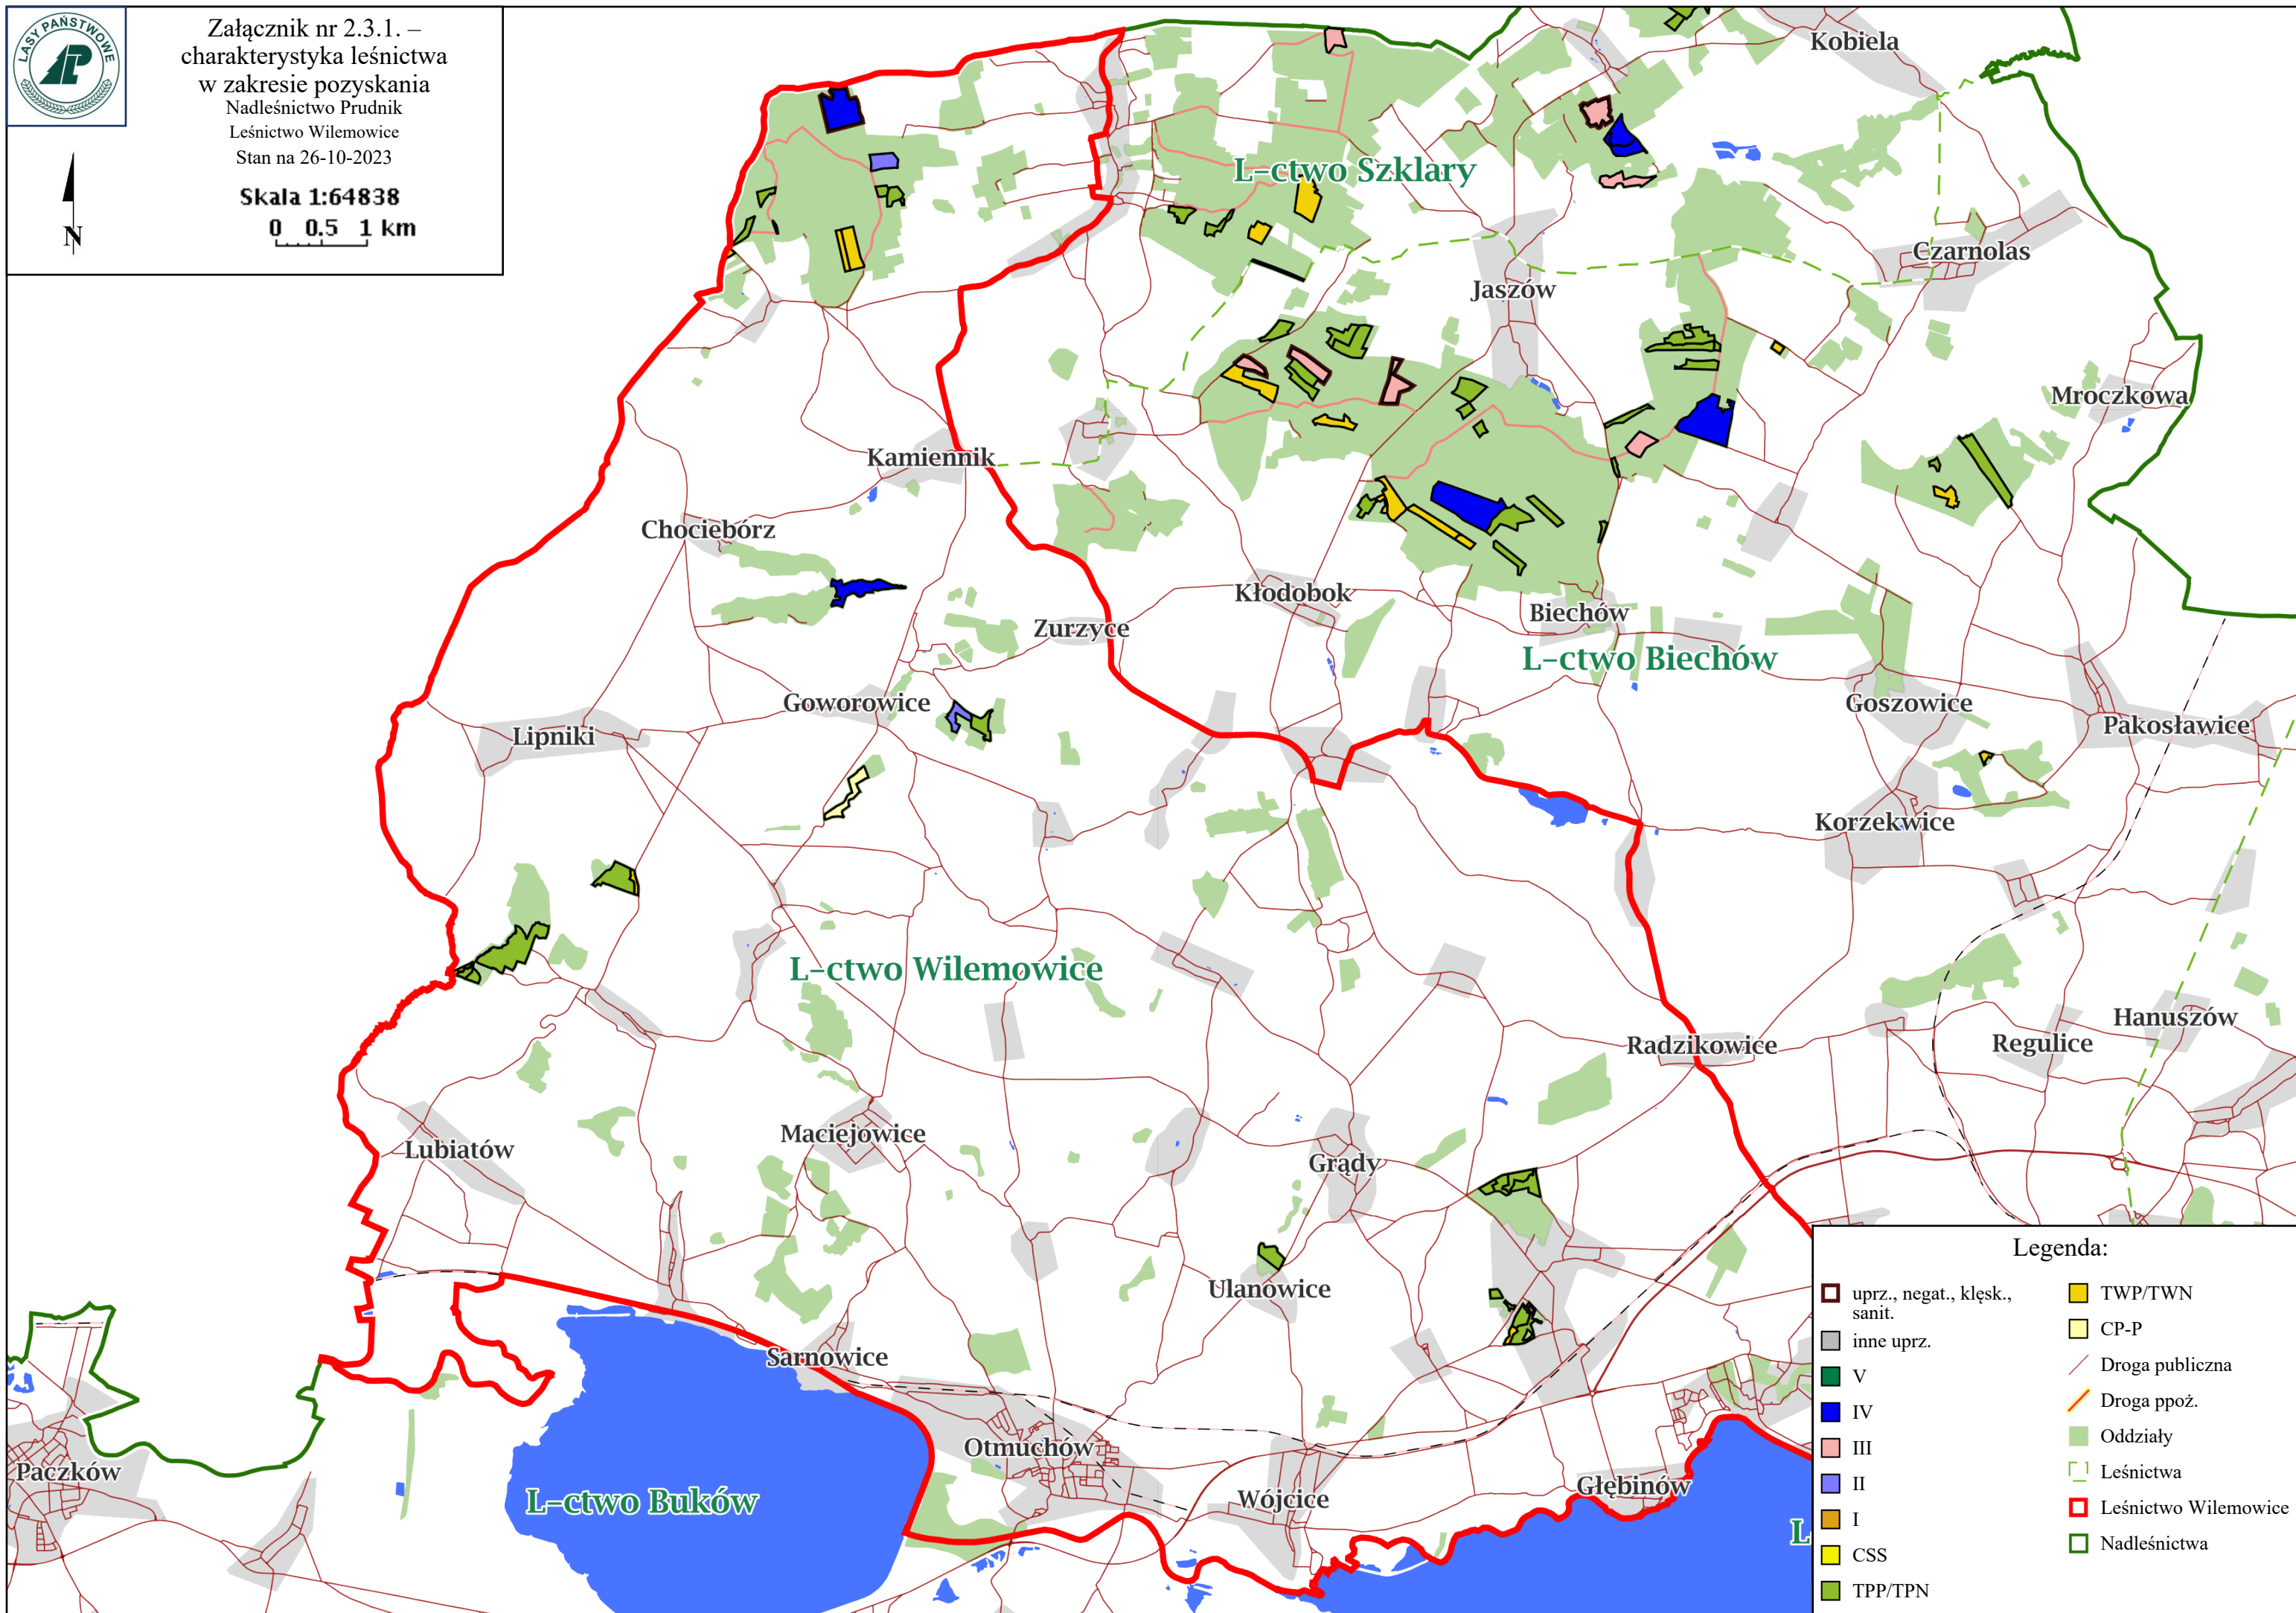 LASY PAŃSTWOWE
Załącznik nr 2.3.1. –
charakterystyka leśnictwa
w zakresie pozyskania
Nadleśnictwo Prudnik
Leśnictwo Wilemowice
Stan na 26-10-2023
Skala 1:64838
0 0.5 1 km
N
Kobiela
L-ctwo Szklary
Czarnolas
Jaszów
Mroczkowa
Kamiennik
Chociebórz
Kłodobok
Biechów
Zurzyce
L-ctwo Biechów
Goworowice
Goszowice
Lipniki
Pakosławice
Korzekwice
L-ctwo Wilemowice
Hanuszów
Radzikowice
Regulice
Maciejowice
Lubiatów
Grądy
Ulanowice
Sarnowice
Otmuchów
Paczków
Głębinów
L-ctwo Buków
Wójcice
L
Legenda:
uprz., negat., klęsk.,
sanit.
inne uprz.
V
IV
III
II
I
CSS
TPP/TPN
TWP/TWN
CP-P
Droga publiczna
Droga ppoż.
Oddziały
Leśnictwa
Leśnictwo Wilemowice
Nadleśnictwa